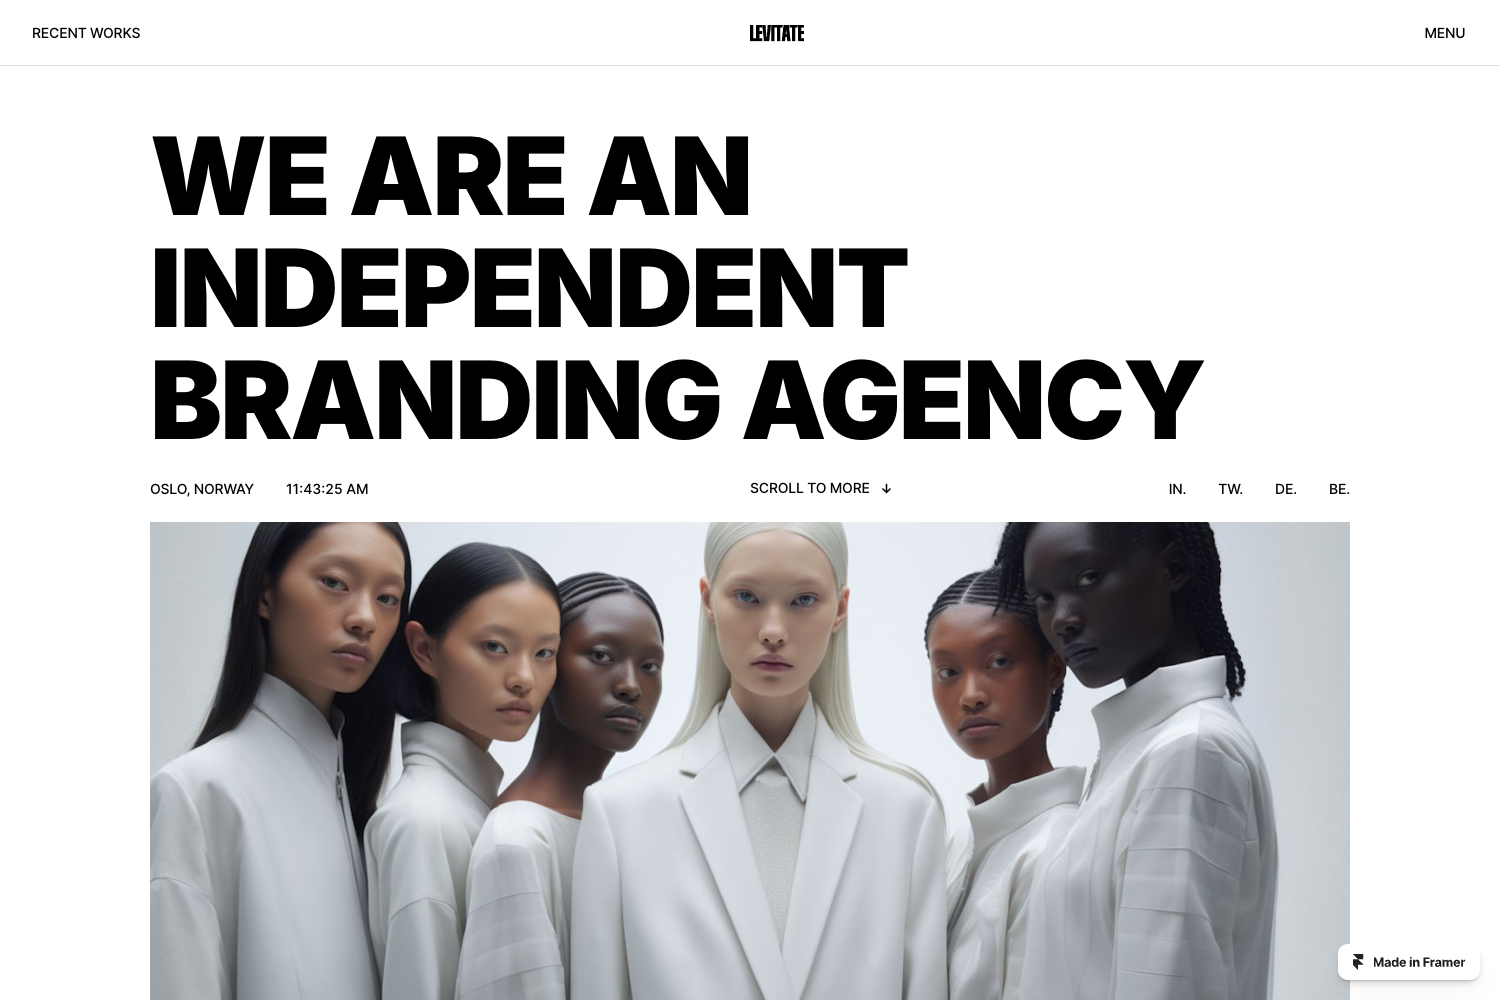 RECENT WORKS
LEVITATE
MENU
WE ARE AN
INDEPENDENT
BRANDING AGENCY
OSLO, NORWAY
11:43:25 AM
SCROLL TO MORE ↓
IN.
TW.
DE.
BE.
Made in Framer